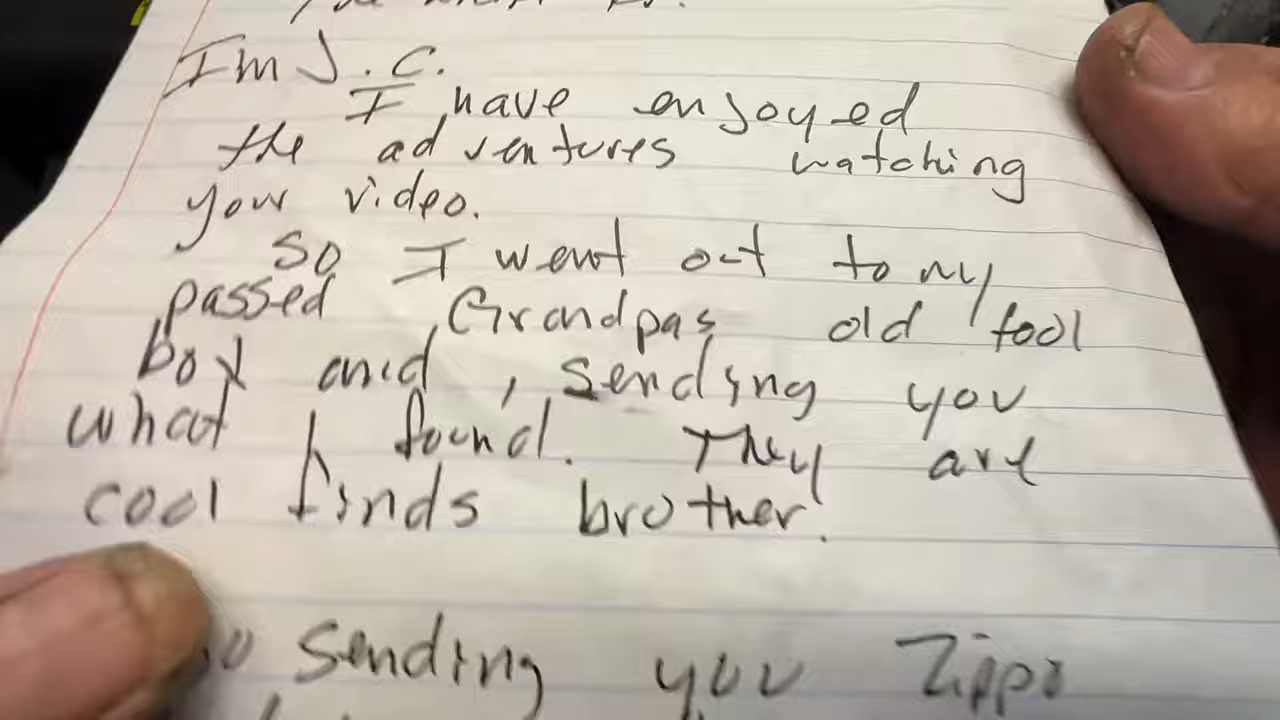 Im J.C.
I have enjoyed
the adventures watching
your video.
So I went out to my
passed Grandpas old tool
box and, sending you
what I found. They are
cool finds brother.
sending you Zippo